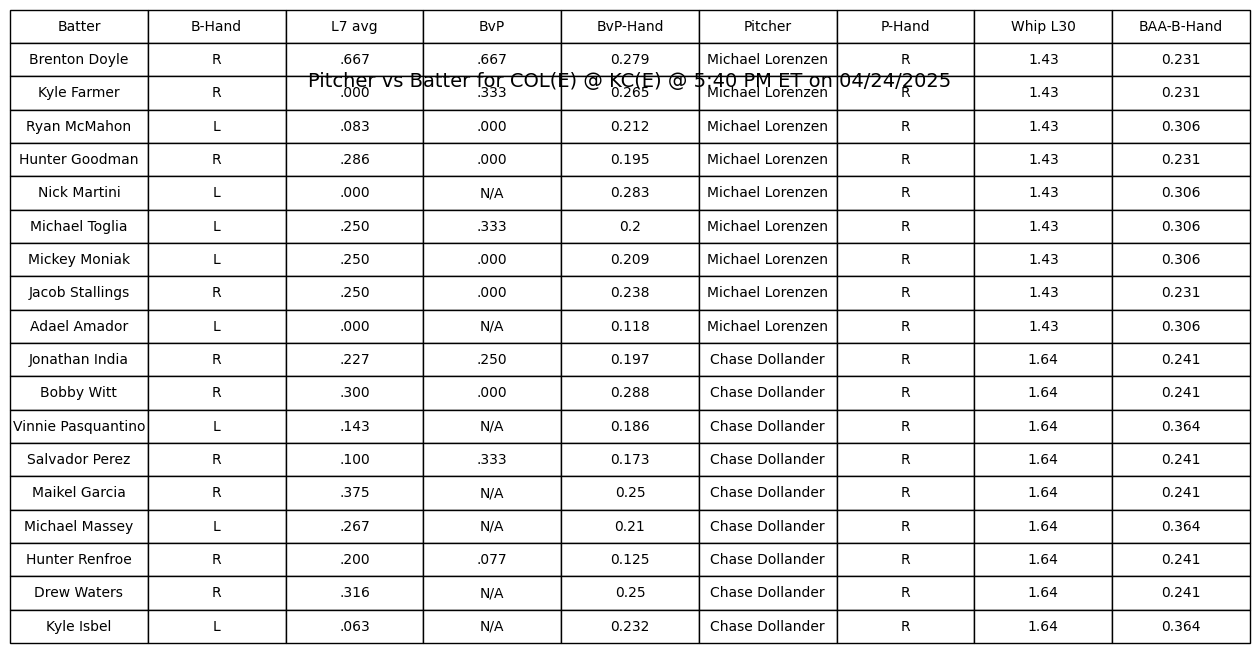 Batter B-Hand L7 avg BvP BvP-Hand Pitcher P-Hand Whip L30 BAA-B-Hand
Brenton Doyle R .667 .667 0.279 Michael Lorenzen R 1.43 0.231
Pitcher vs Batter for COL(E) @ KC(E) @ 5:40 PM ET on 04/24/2025
Kyle Farmer R .000 .333 0.265 Michael Lorenzen R 1.43 0.231
Ryan McMahon L .083 .000 0.212 Michael Lorenzen R 1.43 0.306
Hunter Goodman R .286 .000 0.195 Michael Lorenzen R 1.43 0.231
Nick Martini L .000 N/A 0.283 Michael Lorenzen R 1.43 0.306
Michael Toglia L .250 .333 0.2 Michael Lorenzen R 1.43 0.306
Mickey Moniak L .250 .000 0.209 Michael Lorenzen R 1.43 0.306
Jacob Stallings R .250 .000 0.238 Michael Lorenzen R 1.43 0.231
Adael Amador L .000 N/A 0.118 Michael Lorenzen R 1.43 0.306
Jonathan India R .227 .250 0.197 Chase Dollander R 1.64 0.241
Bobby Witt R .300 .000 0.288 Chase Dollander R 1.64 0.241
Vinnie Pasquantino L .143 N/A 0.186 Chase Dollander R 1.64 0.364
Salvador Perez R .100 .333 0.173 Chase Dollander R 1.64 0.241
Maikel Garcia R .375 N/A 0.25 Chase Dollander R 1.64 0.241
Michael Massey L .267 N/A 0.21 Chase Dollander R 1.64 0.364
Hunter Renfroe R .200 .077 0.125 Chase Dollander R 1.64 0.241
Drew Waters R .316 N/A 0.25 Chase Dollander R 1.64 0.241
Kyle Isbel L .063 N/A 0.232 Chase Dollander R 1.64 0.364